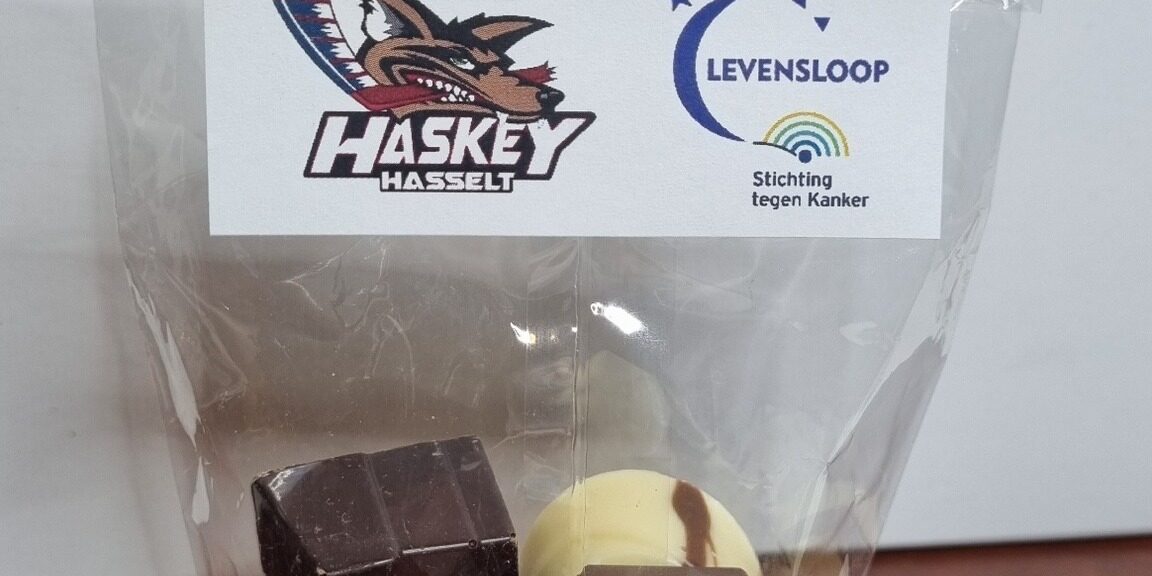 HASKEY
HASSELT
LEVENSLOOP
Stichting
tegen Kanker